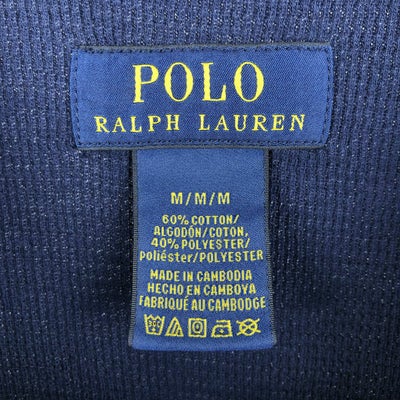 POLO
RALPH LAUREN
M/M/M
60% COTTON/
ALGODÓN/COTON,
40% POLYESTER/
poliéster/POLYESTER
MADE IN CAMBODIA
HECHO EN CAMBOYA
FABRIQUÉ AU CAMBODGE